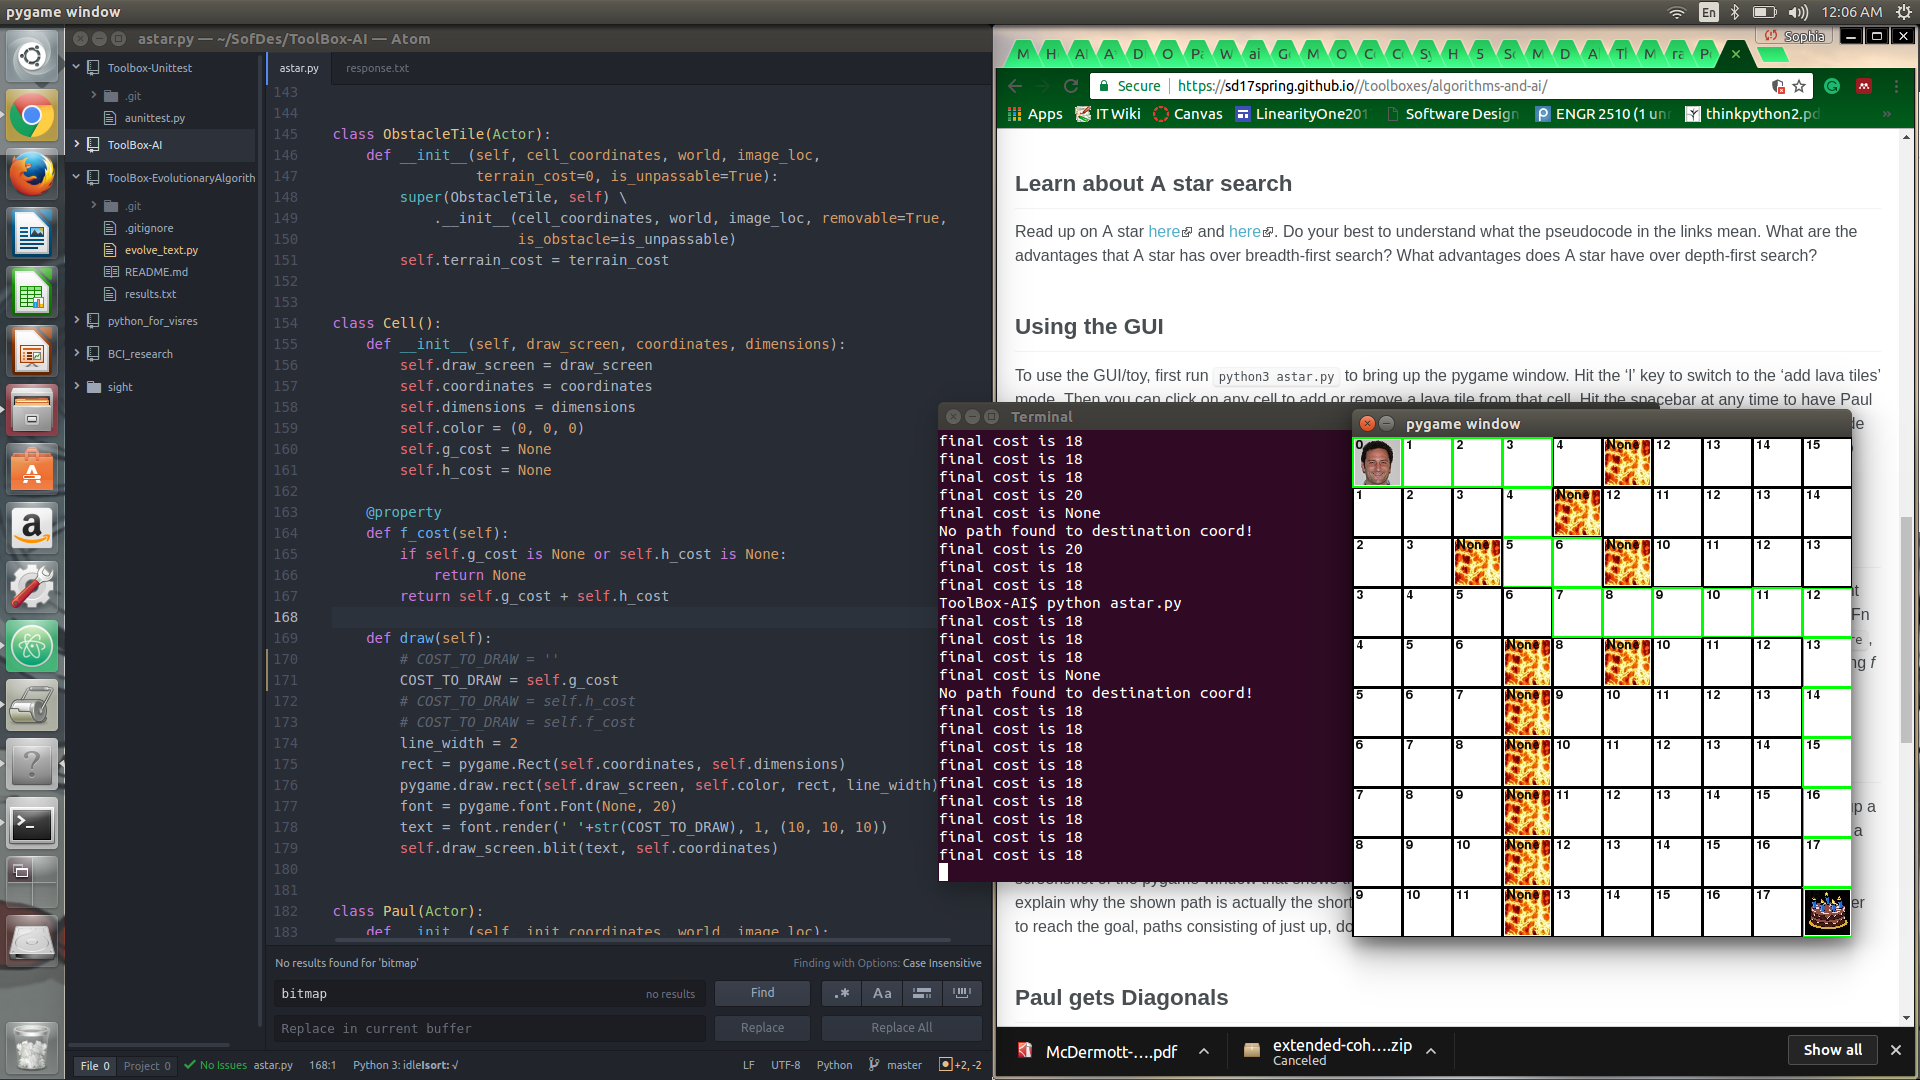 pygame window
En
12:06 AM
astar.py — ~/SofDes/ToolBox-AI — Atom
Toolbox-Unittest
.git
aunittest.py
ToolBox-AI
ToolBox-EvolutionaryAlgorith
.git
.gitignore
evolve_text.py
README.md
results.txt
python_for_visres
BCI_research
sight
astar.py
response.txt
143
144
145 class ObstacleTile(Actor):
146 def __init__(self, cell_coordinates, world, image_loc,
147 terrain_cost=0, is_unpassable=True):
148 super(ObstacleTile, self) \
149 .__init__(cell_coordinates, world, image_loc, removable=True,
150 is_obstacle=is_unpassable)
151 self.terrain_cost = terrain_cost
152
153
154 class Cell():
155 def __init__(self, draw_screen, coordinates, dimensions):
156 self.draw_screen = draw_screen
157 self.coordinates = coordinates
158 self.dimensions = dimensions
159 self.color = (0, 0, 0)
160 self.g_cost = None
161 self.h_cost = None
162
163 @property
164 def f_cost(self):
165 if self.g_cost is None or self.h_cost is None:
166 return None
167 return self.g_cost + self.h_cost
168
169 def draw(self):
170 # COST_TO_DRAW = ''
171 COST_TO_DRAW = self.g_cost
172 # COST_TO_DRAW = self.h_cost
173 # COST_TO_DRAW = self.f_cost
174 line_width = 2
175 rect = pygame.Rect(self.coordinates, self.dimensions)
176 pygame.draw.rect(self.draw_screen, self.color, rect, line_width)
177 font = pygame.font.Font(None, 20)
178 text = font.render(' '+str(COST_TO_DRAW), 1, (10, 10, 10))
179 self.draw_screen.blit(text, self.coordinates)
180
181
182 class Paul(Actor):
183 def __init__(self, init_coordinates, world, image_loc):
No results found for 'bitmap'
Finding with Options: Case Insensitive
bitmap
no results
Find
.*
Aa
Replace in current buffer
Replace
Replace All
File 0
Project 0
No Issues
astar.py
168:1
Python 3: idle
Isort: √
LF
UTF-8
Python
master
+2, -2
Sophia
Secure
https://sd17spring.github.io//toolboxes/algorithms-and-ai/
Apps
IT Wiki
Canvas
LinearityOne201
Software Design
ENGR 2510 (1 unr
thinkpython2.pd
»
Learn about A star search
Read up on A star here and here. Do your best to understand what the pseudocode in the links mean. What are the
advantages that A star has over breadth-first search? What advantages does A star have over depth-first search?
Using the GUI
To use the GUI/toy, first run python3 astar.py to bring up the pygame window. Hit the ‘l’ key to switch to the ‘add lava tiles’
mode. Then you can click on any cell to add or remove a lava tile from that cell. Hit the spacebar at any time to have Paul
Terminal
final cost is 18
final cost is 18
final cost is 18
final cost is 20
final cost is None
No path found to destination coord!
final cost is 20
final cost is 18
final cost is 18
ToolBox-AI$ python astar.py
final cost is 18
final cost is 18
final cost is 18
final cost is None
No path found to destination coord!
final cost is 18
final cost is 18
final cost is 18
final cost is 18
final cost is 18
final cost is 18
final cost is 18
final cost is 18
final cost is 18
pygame window
0 1 2 3 4 None 12 13 14 15
1 2 3 4 None 12 11 12 13 14
2 3 None 5 6 None 10 11 12 13
3 4 5 6 7 8 9 10 11 12
4 5 6 None 8 None 10 11 12 13
5 6 7 None 9 10 11 12 13 14
6 7 8 None 10 11 12 13 14 15
7 8 9 None 11 12 13 14 15 16
8 9 10 None 12 13 14 15 16 17
9 10 11 None 13 14 15 16 17
explain why the shown path is actually the short
to reach the goal, paths consisting of just up, do
Paul gets Diagonals
McDermott-....pdf
extended-coh....zip
Canceled
Show all